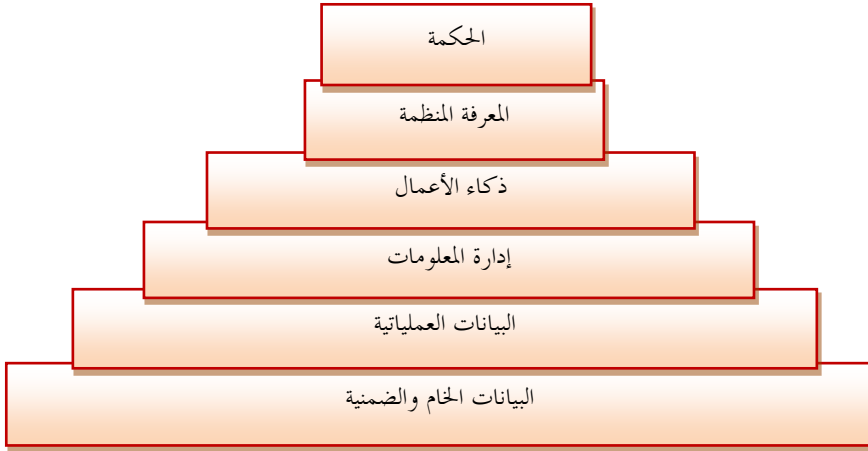 الحكمة
المعرفة المنظمة
ذكاء الأعمال
إدارة المعلومات
البيانات العملياتية
البيانات الخام والضمنية